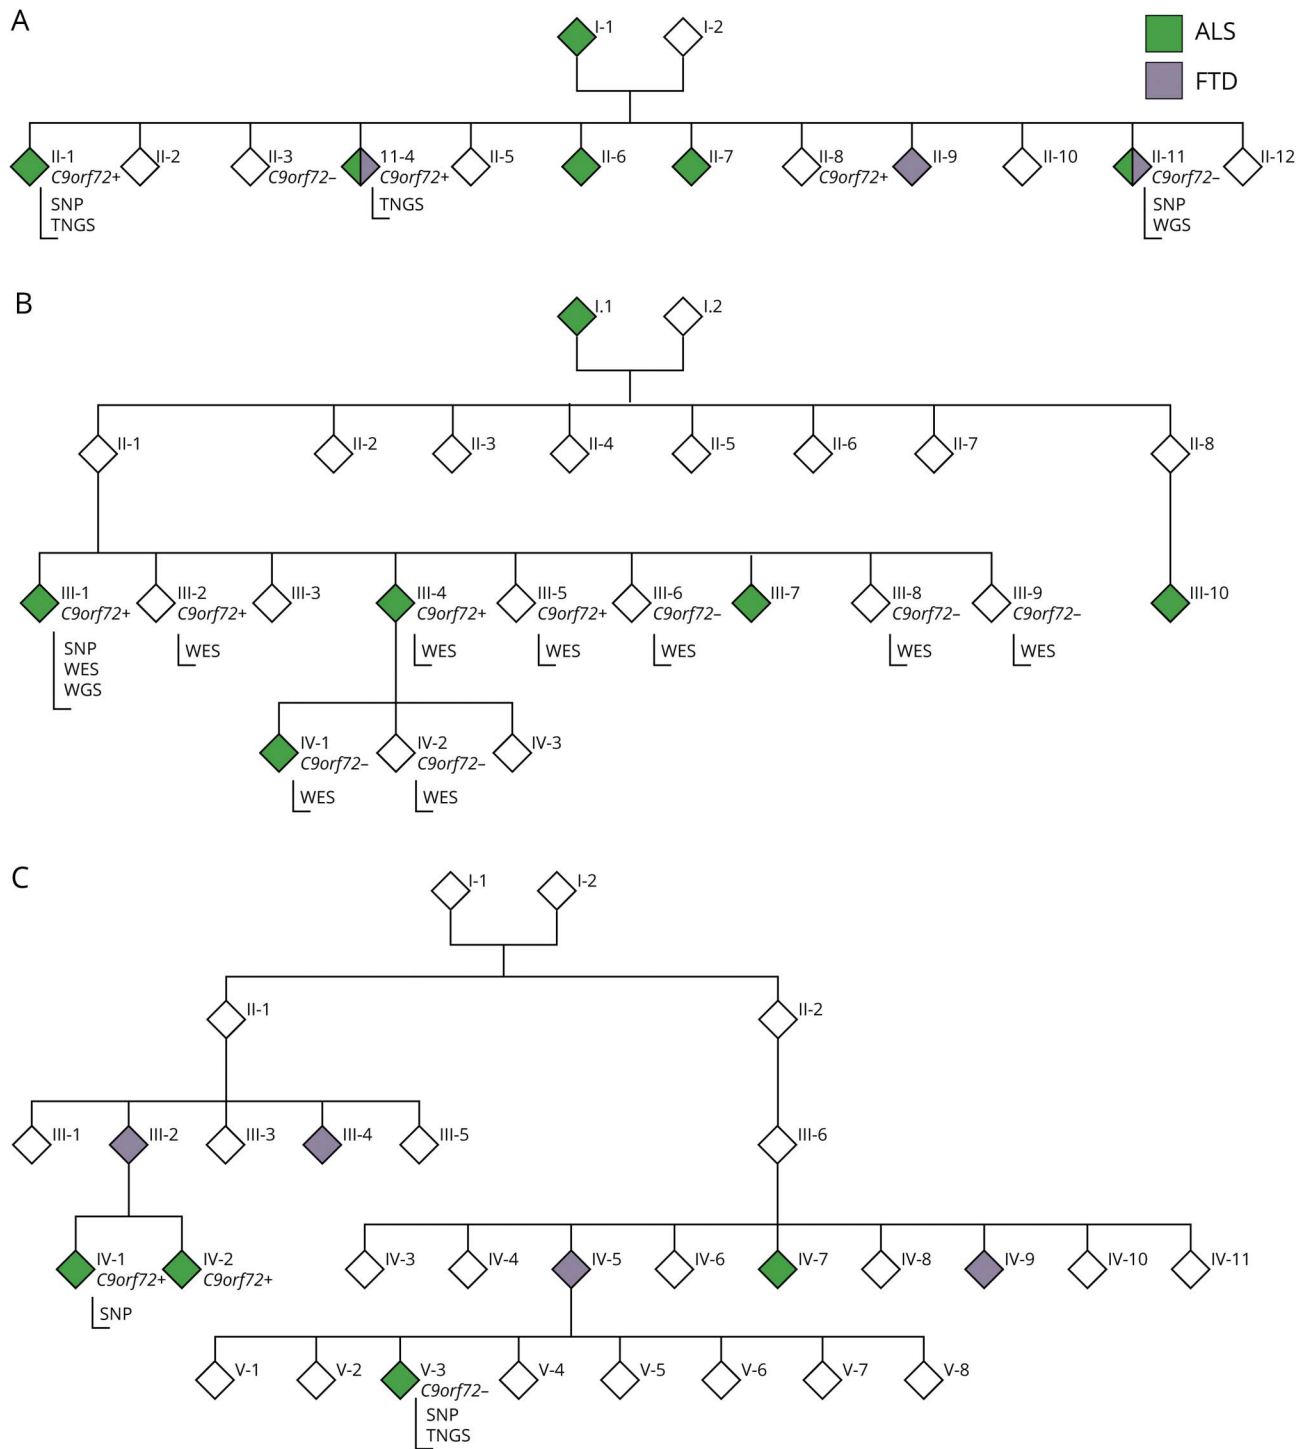 A
I-1
I-2
ALS
FTD
II-1
C9orf72+
SNP
TNGS
II-2
II-3
C9orf72–
11-4
C9orf72+
TNGS
II-5
II-6
II-7
II-8
C9orf72+
II-9
II-10
II-11
C9orf72–
SNP
WGS
II-12
B
I.1
I.2
II-1
II-2
II-3
II-4
II-5
II-6
II-7
II-8
III-1
C9orf72+
SNP
WES
WGS
III-2
C9orf72+
WES
III-3
III-4
C9orf72+
WES
III-5
C9orf72+
WES
III-6
C9orf72–
WES
III-7
III-8
C9orf72–
WES
III-9
C9orf72–
WES
III-10
IV-1
C9orf72–
WES
IV-2
C9orf72–
WES
IV-3
C
I-1
I-2
II-1
II-2
III-1
III-2
III-3
III-4
III-5
III-6
IV-1
C9orf72+
SNP
IV-2
C9orf72+
IV-3
IV-4
IV-5
IV-6
IV-7
IV-8
IV-9
IV-10
IV-11
V-1
V-2
V-3
C9orf72–
SNP
TNGS
V-4
V-5
V-6
V-7
V-8